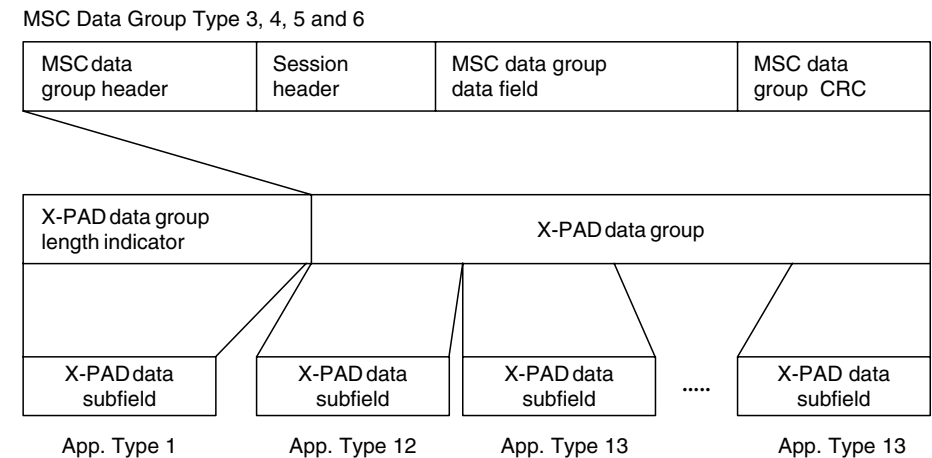 MSC Data Group Type 3, 4, 5 and 6
MSC data
group header
Session
header
MSC data group
data field
MSC data
group CRC
X-PAD data group
length indicator
X-PAD data group
X-PAD data
subfield
X-PAD data
subfield
X-PAD data
subfield
.....
X-PAD data
subfield
App. Type 1
App. Type 12
App. Type 13
App. Type 13